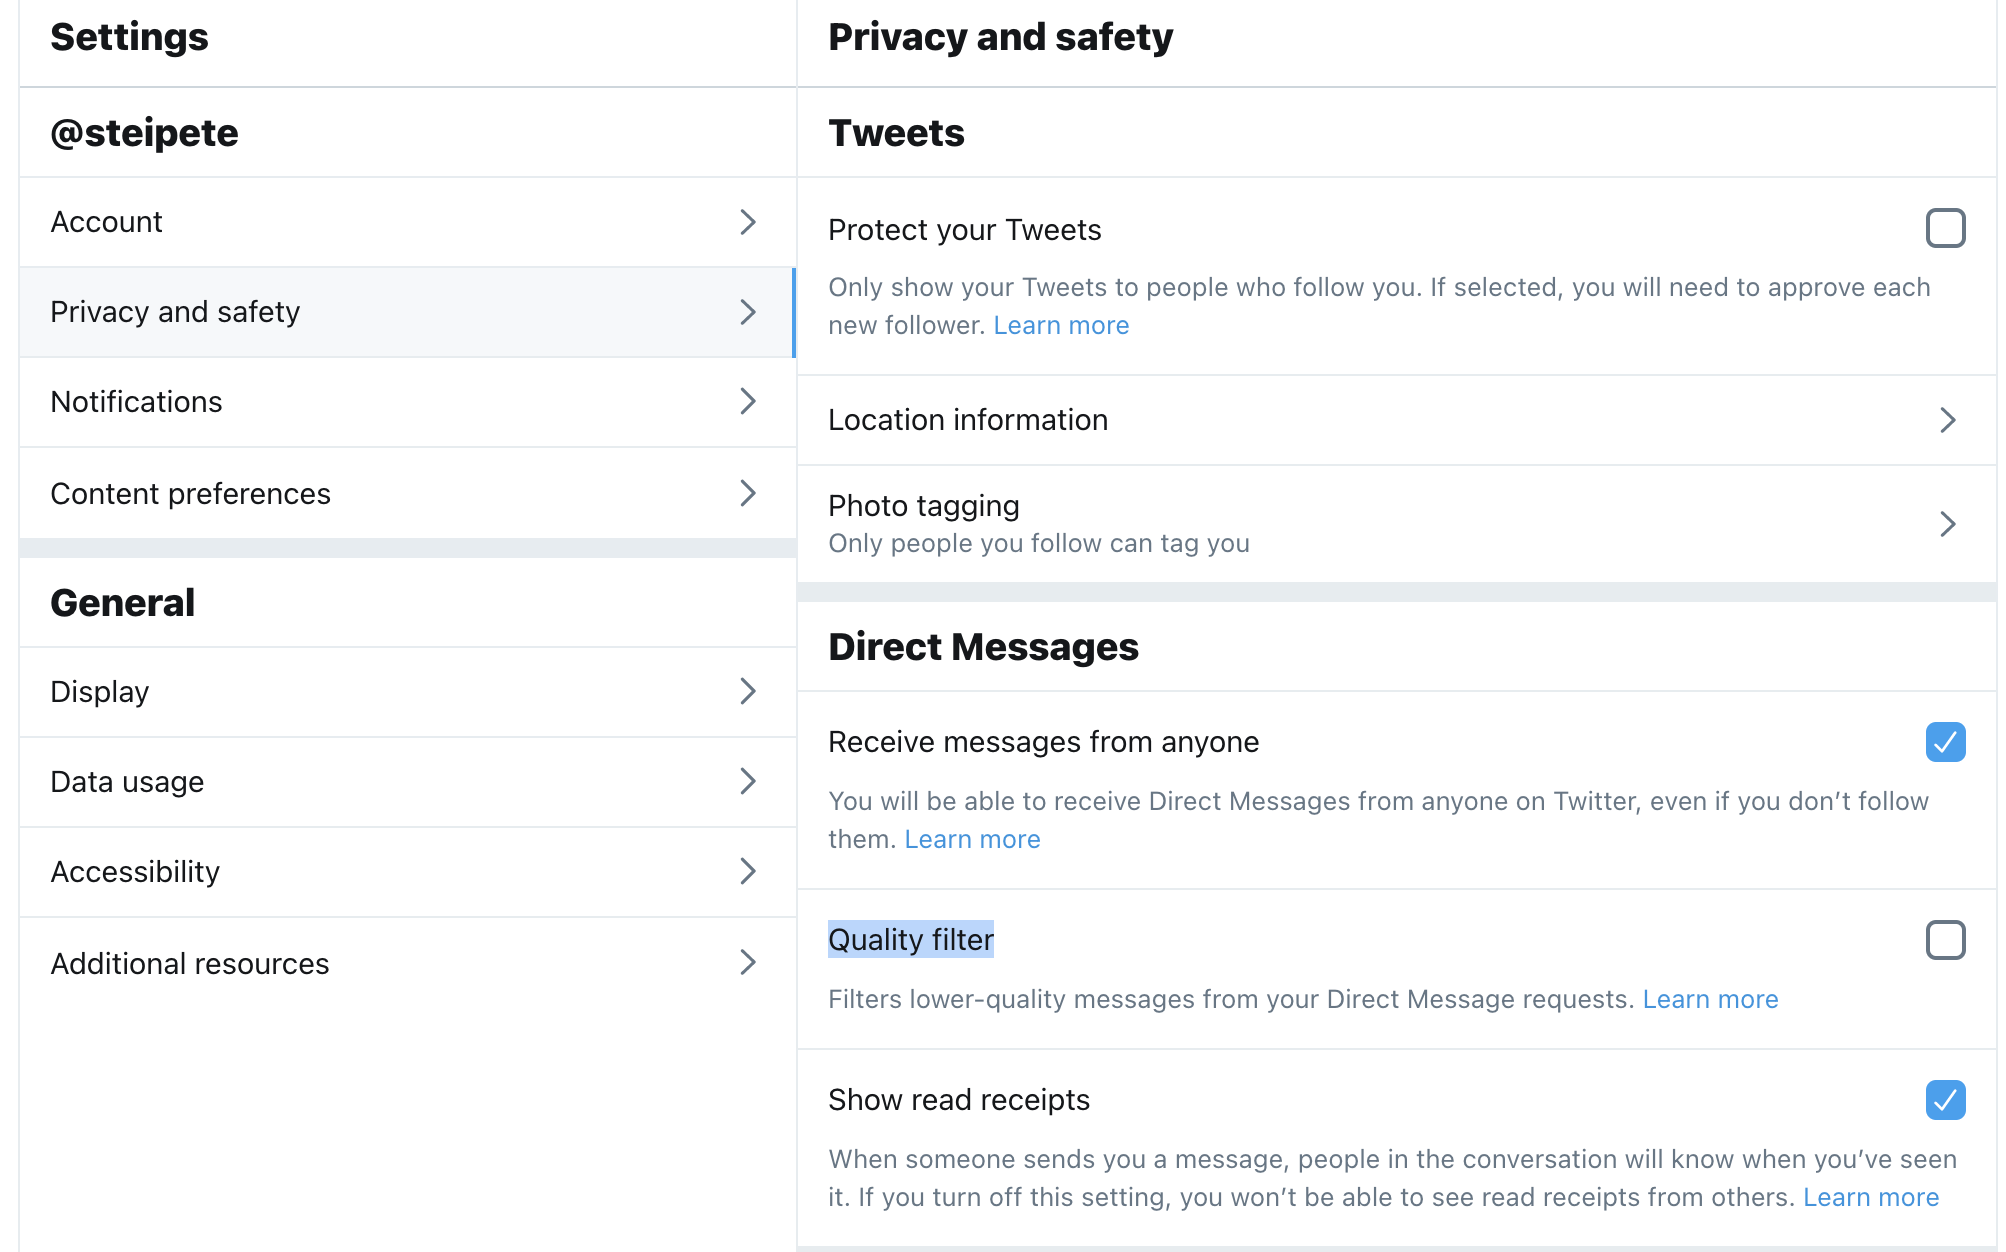 Settings
@steipete
Account
Privacy and safety
Notifications
Content preferences
General
Display
Data usage
Accessibility
Additional resources
Privacy and safety
Tweets
Protect your Tweets
Only show your Tweets to people who follow you. If selected, you will need to approve each
new follower. Learn more
Location information
Photo tagging
Only people you follow can tag you
Direct Messages
Receive messages from anyone
You will be able to receive Direct Messages from anyone on Twitter, even if you don’t follow
them. Learn more
Quality filter
Filters lower-quality messages from your Direct Message requests. Learn more
Show read receipts
When someone sends you a message, people in the conversation will know when you’ve seen
it. If you turn off this setting, you won’t be able to see read receipts from others. Learn more